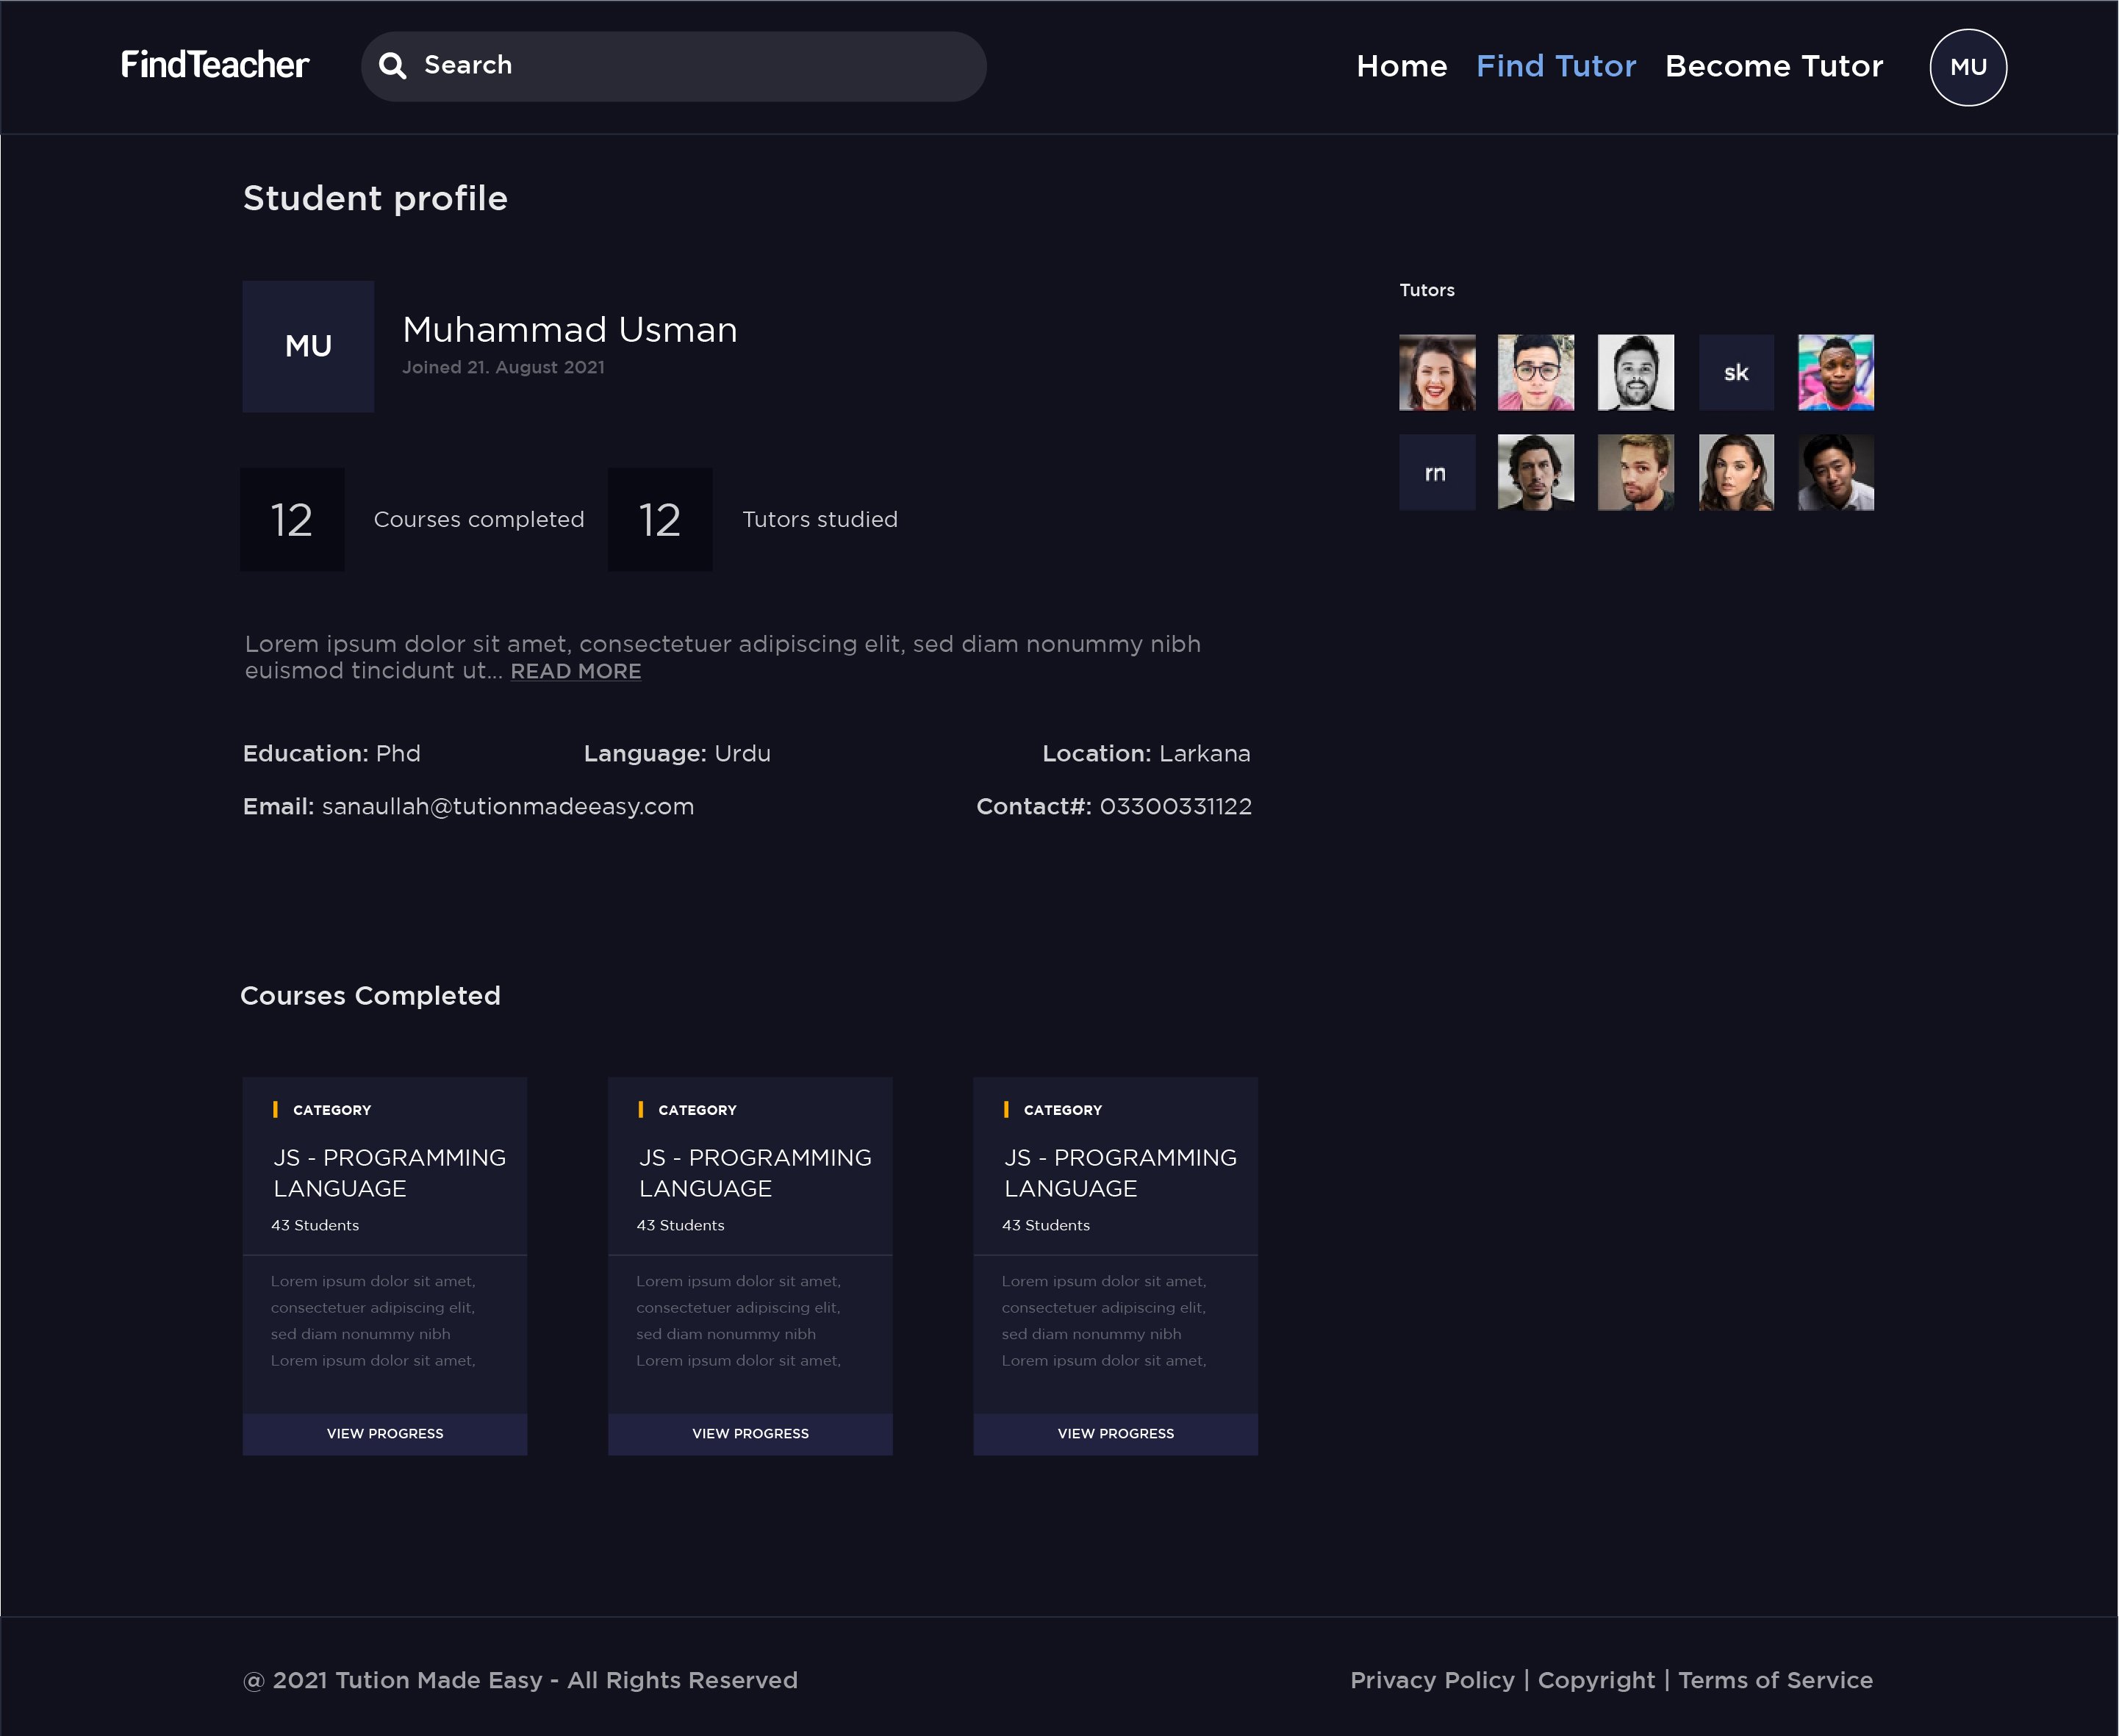 FindTeacher
Search
Home Find Tutor Become Tutor MU
Student profile
MU
Muhammad Usman
Joined 21. August 2021
Tutors
sk
rn
12 Courses completed 12 Tutors studied
Lorem ipsum dolor sit amet, consectetuer adipiscing elit, sed diam nonummy nibh
euismod tincidunt ut... READ MORE
Education: Phd Language: Urdu Location: Larkana
Email: sanaullah@tutionmadeeasy.com Contact#: 03300331122
Courses Completed
CATEGORY
JS - PROGRAMMING
LANGUAGE
43 Students
Lorem ipsum dolor sit amet,
consectetuer adipiscing elit,
sed diam nonummy nibh
Lorem ipsum dolor sit amet,
VIEW PROGRESS
CATEGORY
JS - PROGRAMMING
LANGUAGE
43 Students
Lorem ipsum dolor sit amet,
consectetuer adipiscing elit,
sed diam nonummy nibh
Lorem ipsum dolor sit amet,
VIEW PROGRESS
CATEGORY
JS - PROGRAMMING
LANGUAGE
43 Students
Lorem ipsum dolor sit amet,
consectetuer adipiscing elit,
sed diam nonummy nibh
Lorem ipsum dolor sit amet,
VIEW PROGRESS
@ 2021 Tution Made Easy - All Rights Reserved
Privacy Policy | Copyright | Terms of Service